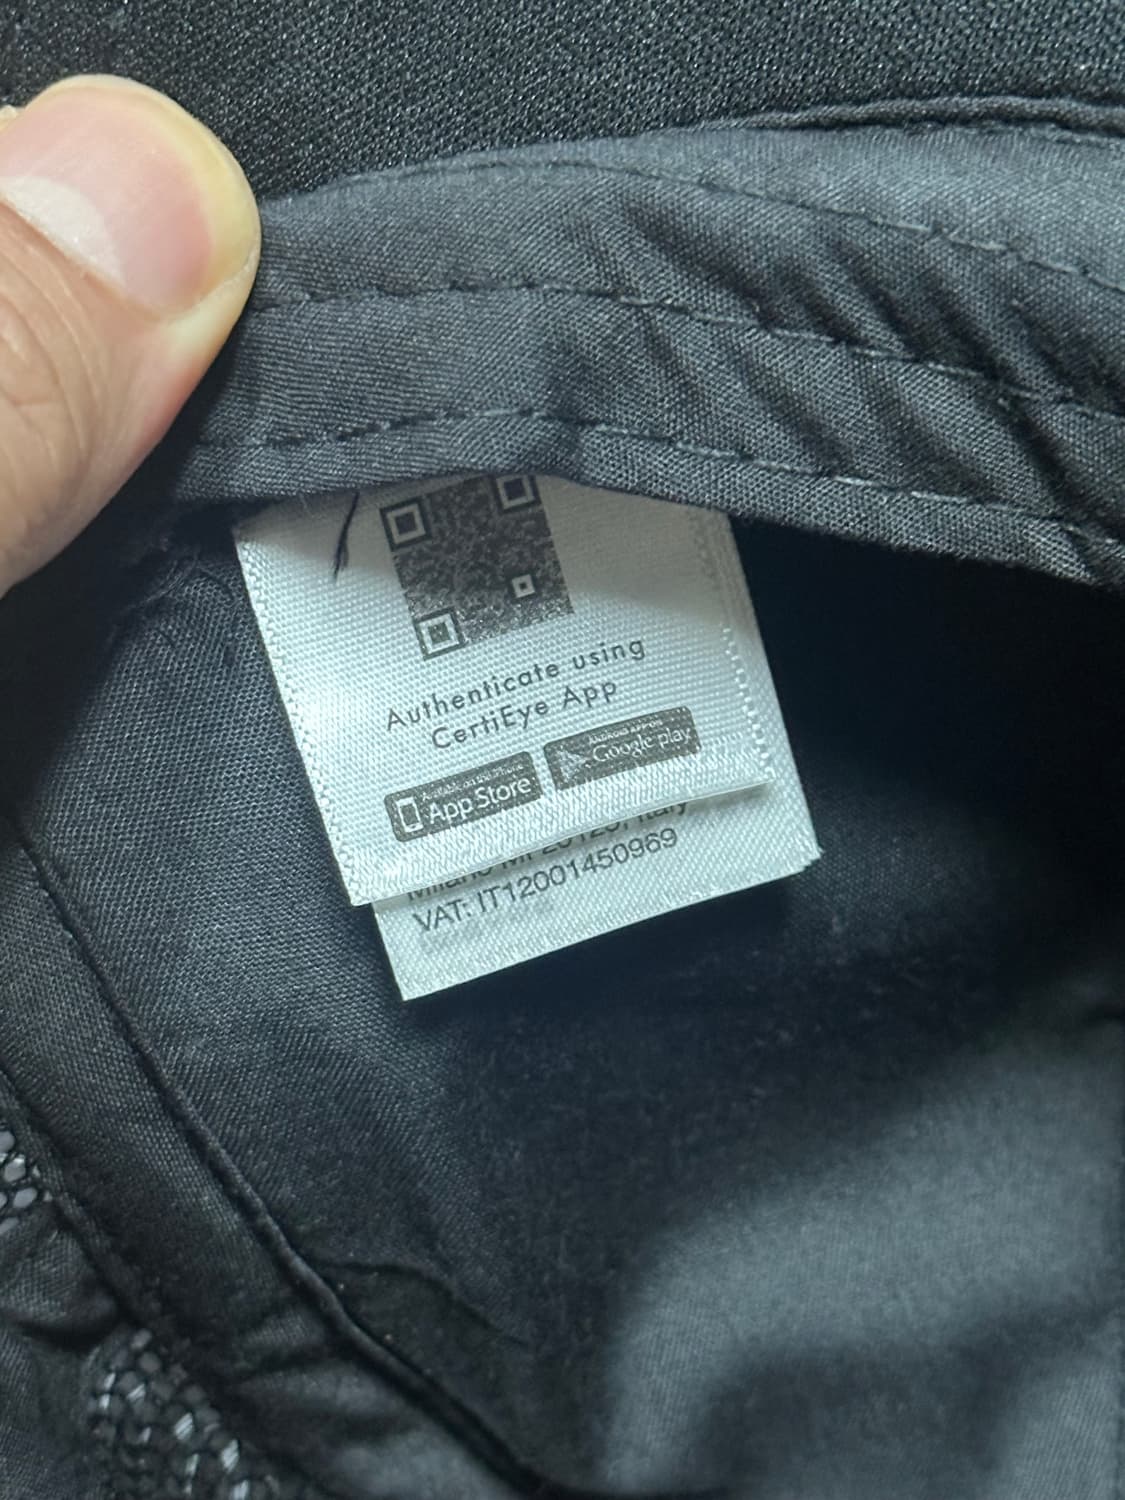 Authenticate using
CertiEye App
App Store
Google play
VAT: IT12001450969